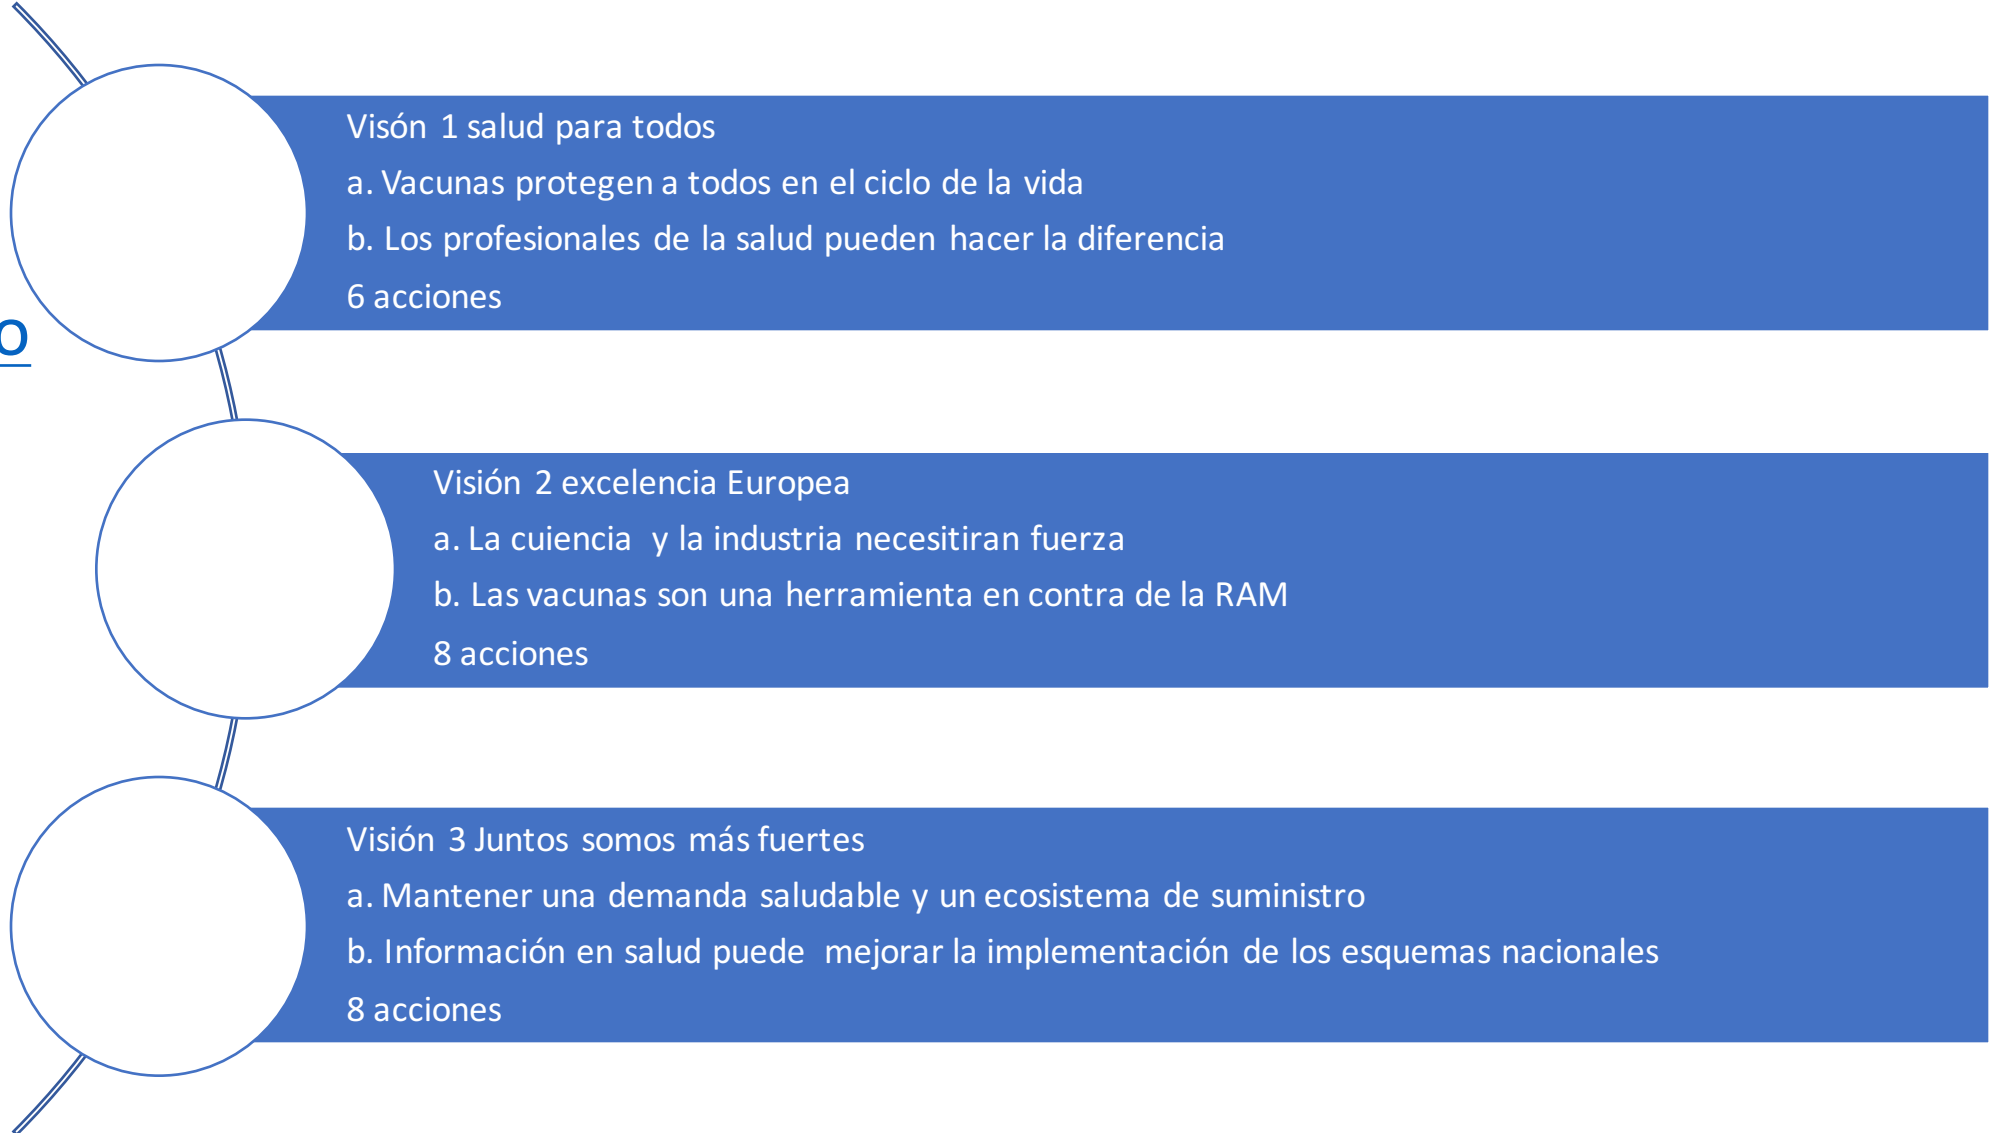 Visón 1 salud para todos
a. Vacunas protegen a todos en el ciclo de la vida
b. Los profesionales de la salud pueden hacer la diferencia
6 acciones
o
Visión 2 excelencia Europea
a. La cuiencia y la industria necesitiran fuerza
b. Las vacunas son una herramienta en contra de la RAM
8 acciones
Visión 3 Juntos somos más fuertes
a. Mantener una demanda saludable y un ecosistema de suministro
b. Información en salud puede mejorar la implementación de los esquemas nacionales
8 acciones